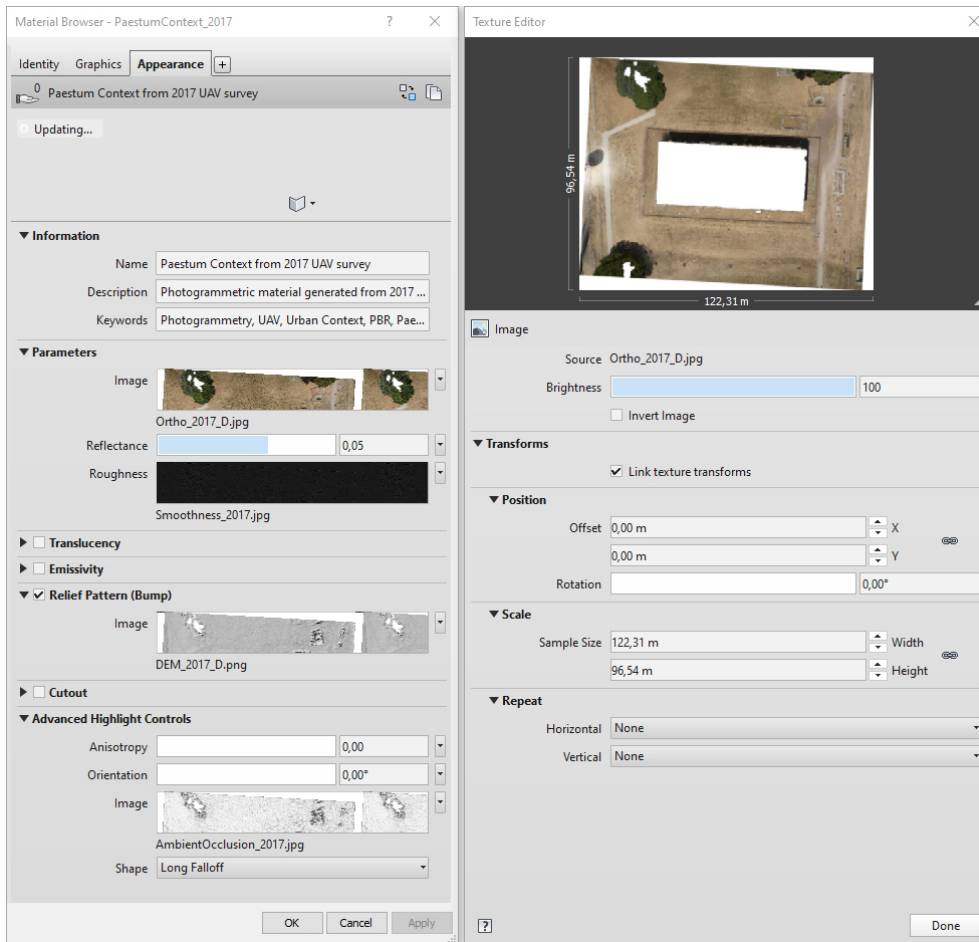 Material Browser - PaestumContext_2017
?
Identity Graphics Appearance +
0
Paestum Context from 2017 UAV survey
Updating...
Information
Name Paestum Context from 2017 UAV survey
Description Photogrammetric material generated from 2017 ...
Keywords Photogrammetry, UAV, Urban Context, PBR, Pae...
Parameters
Image
Ortho_2017_D.jpg
Reflectance 0,05
Roughness
Smoothness_2017.jpg
Translucency
Emissivity
Relief Pattern (Bump)
Image
DEM_2017_D.png
Cutout
Advanced Highlight Controls
Anisotropy 0,00
Orientation 0,00°
Image
AmbientOcclusion_2017.jpg
Shape Long Falloff
OK Cancel Apply
Texture Editor
96,54 m
122,31 m
Image
Source Ortho_2017_D.jpg
Brightness 100
Invert Image
Transforms
Link texture transforms
Position
Offset 0,00 m X
0,00 m Y
Rotation 0,00°
Scale
Sample Size 122,31 m Width
96,54 m Height
Repeat
Horizontal None
Vertical None
?
Done